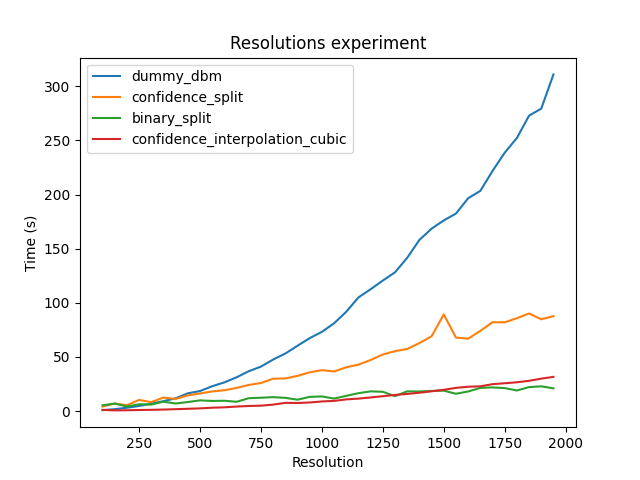 Resolutions experiment
dummy_dbm
confidence_split
binary_split
confidence_interpolation_cubic
Time (s)
300
250
200
150
100
50
0
250 500 750 1000 1250 1500 1750 2000
Resolution